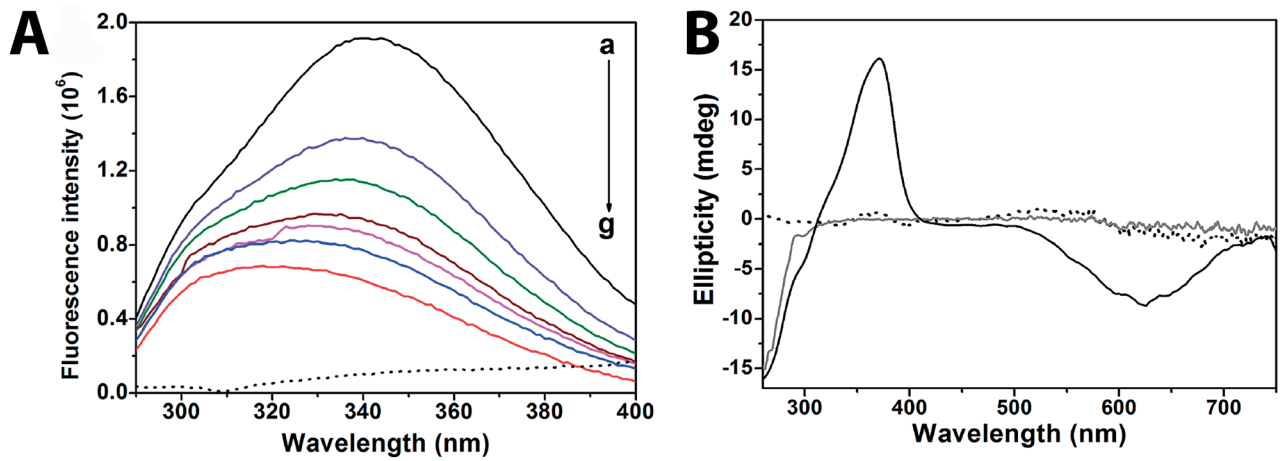 A
a
g
Fluorescence intensity (10⁶)
2.0
1.6
1.2
0.8
0.4
0.0
300 320 340 360 380 400
Wavelength (nm)
B
Ellipticity (mdeg)
20
15
10
5
0
-5
-10
-15
300 400 500 600 700
Wavelength (nm)